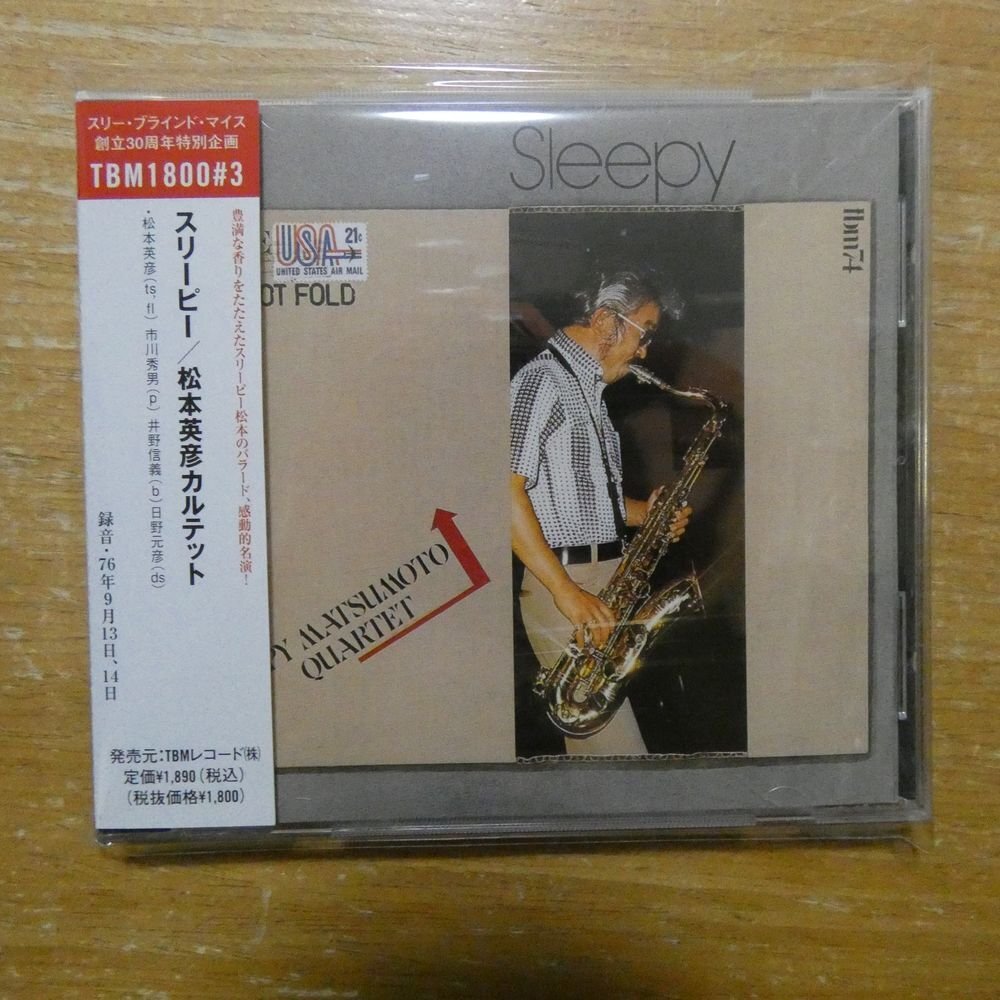 スリー・ブラインド・マイス
創立30周年特別企画
TBM1800#3
豊満な香りをたたえたスリーピー松本のバラード、感動的名演!
スリーピー/松本英彦カルテット
・松本英彦(ts, fl) 市川秀男(p) 井野信義(b) 日野元彦(ds)
録音・76年9月13日、14日
発売元:TBMレコード㈱
定価¥1,890(税込)
(税抜価格¥1,800)
Sleepy
tbm74
USA 21c
UNITED STATES AIR MAIL
OT FOLD
PY MATSUMOTO
QUARTET